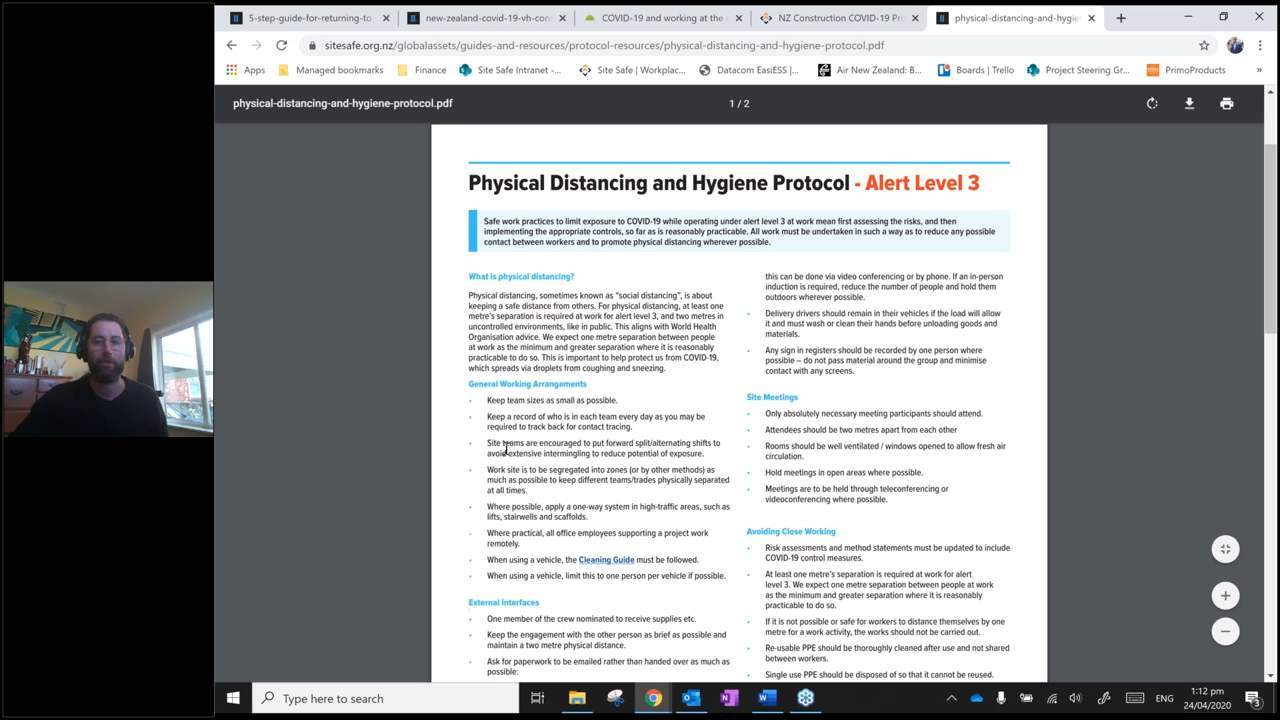 5-step-guide-for-returning-to-
new-zealand-covid-19-vh-con
COVID-19 and working at the s
NZ Construction COVID-19 Pro
physical-distancing-and-hygie
sitesafe.org.nz/globalassets/guides-and-resources/protocol-resources/physical-distancing-and-hygiene-protocol.pdf
Apps
Managed bookmarks
Finance
Site Safe Intranet -...
Site Safe | Workplac...
Datacom EasiESS |...
Air New Zealand: B...
Boards | Trello
Project Steering Gr...
PrimoProducts
»
physical-distancing-and-hygiene-protocol.pdf
1 / 2
Physical Distancing and Hygiene Protocol - Alert Level 3
Safe work practices to limit exposure to COVID-19 while operating under alert level 3 at work mean first assessing the risks, and then
implementing the appropriate controls, so far as is reasonably practicable. All work must be undertaken in such a way as to reduce any possible
contact between workers and to promote physical distancing wherever possible.
What is physical distancing?
Physical distancing, sometimes known as “social distancing”, is about
keeping a safe distance from others. For physical distancing, at least one
metre's separation is required at work for alert level 3, and two metres in
uncontrolled environments, like in public. This aligns with World Health
Organisation advice. We expect one metre separation between people
at work as the minimum and greater separation where it is reasonably
practicable to do so. This is important to help protect us from COVID-19,
which spreads via droplets from coughing and sneezing.
General Working Arrangements
• Keep team sizes as small as possible.
• Keep a record of who is in each team every day as you may be
required to track back for contact tracing.
• Site teams are encouraged to put forward split/alternating shifts to
avoid extensive intermingling to reduce potential of exposure.
• Work site is to be segregated into zones (or by other methods) as
much as possible to keep different teams/trades physically separated
at all times.
• Where possible, apply a one-way system in high-traffic areas, such as
lifts, stairwells and scaffolds.
• Where practical, all office employees supporting a project work
remotely.
• When using a vehicle, the Cleaning Guide must be followed.
• When using a vehicle, limit this to one person per vehicle if possible.
External interfaces
• One member of the crew nominated to receive supplies etc.
• Keep the engagement with the other person as brief as possible and
maintain a two metre physical distance.
• Ask for paperwork to be emailed rather than handed over as much as
possible:
this can be done via video conferencing or by phone. If an in-person
induction is required, reduce the number of people and hold them
outdoors wherever possible.
• Delivery drivers should remain in their vehicles if the load will allow
it and must wash or clean their hands before unloading goods and
materials.
• Any sign in registers should be recorded by one person where
possible – do not pass material around the group and minimise
contact with any screens.
Site Meetings
• Only absolutely necessary meeting participants should attend.
• Attendees should be two metres apart from each other
• Rooms should be well ventilated / windows opened to allow fresh air
circulation.
• Hold meetings in open areas where possible.
• Meetings are to be held through teleconferencing or
videoconferencing where possible.
Avoiding Close Working
• Risk assessments and method statements must be updated to include
COVID-19 control measures.
• At least one metre's separation is required at work for alert
level 3. We expect one metre separation between people at work
as the minimum and greater separation where it is reasonably
practicable to do so.
• If it is not possible or safe for workers to distance themselves by one
metre for a work activity, the works should not be carried out.
• Re-usable PPE should be thoroughly cleaned after use and not shared
between workers.
• Single use PPE should be disposed of so that it cannot be reused.
Type here to search
ENG
1:12 pm
24/04/2020
3